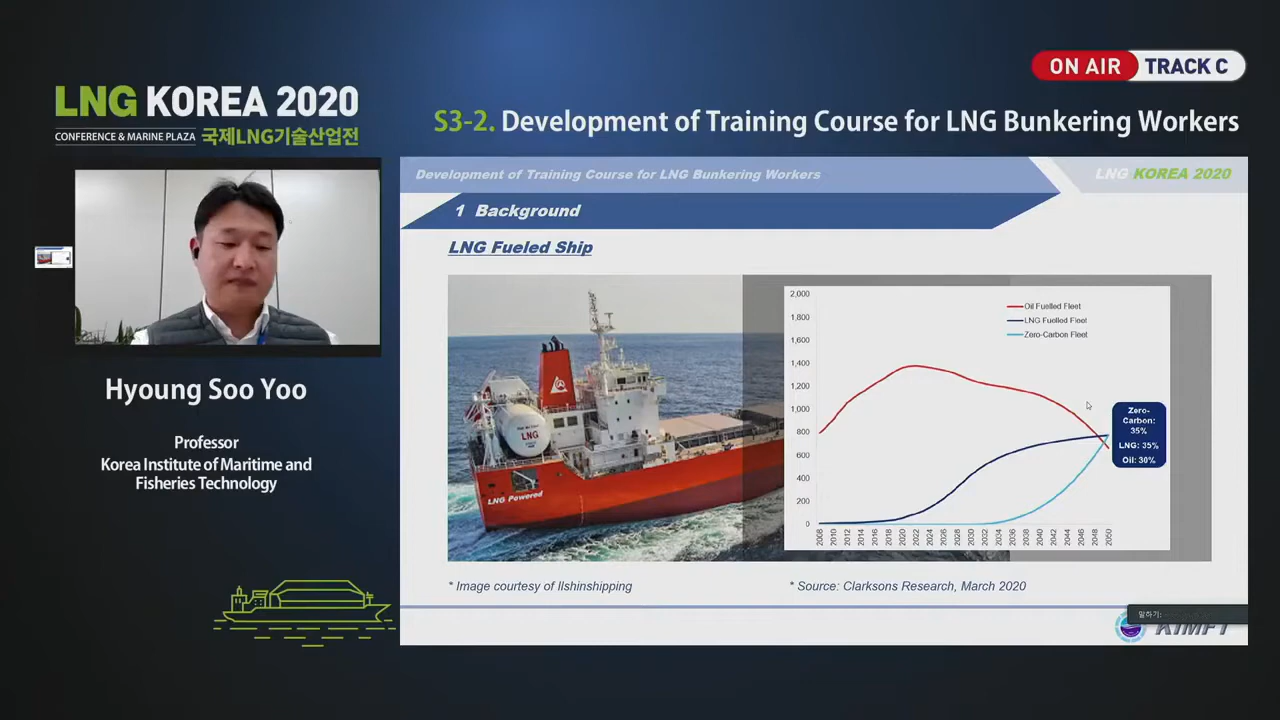 ON AIR TRACK C
LNG KOREA 2020
CONFERENCE & MARINE PLAZA 국제LNG기술산업전
S3-2. Development of Training Course for LNG Bunkering Workers
Development of Training Course for LNG Bunkering Workers
LNG KOREA 2020
1 Background
LNG Fueled Ship
LNG
LNG Powered
2,000
1,800
1,600
1,400
1,200
1,000
800
600
400
200
0
Oil Fuelled Fleet
LNG Fuelled Fleet
Zero-Carbon Fleet
Zero-
Carbon:
35%
LNG: 35%
Oil: 30%
2008 2010 2012 2014 2016 2018 2020 2022 2024 2026 2028 2030 2032 2034 2036 2038 2040 2042 2044 2046 2048 2050
* Image courtesy of Ilshinshipping
* Source: Clarksons Research, March 2020
말하기:
KIMFT
Hyoung Soo Yoo
Professor
Korea Institute of Maritime and
Fisheries Technology